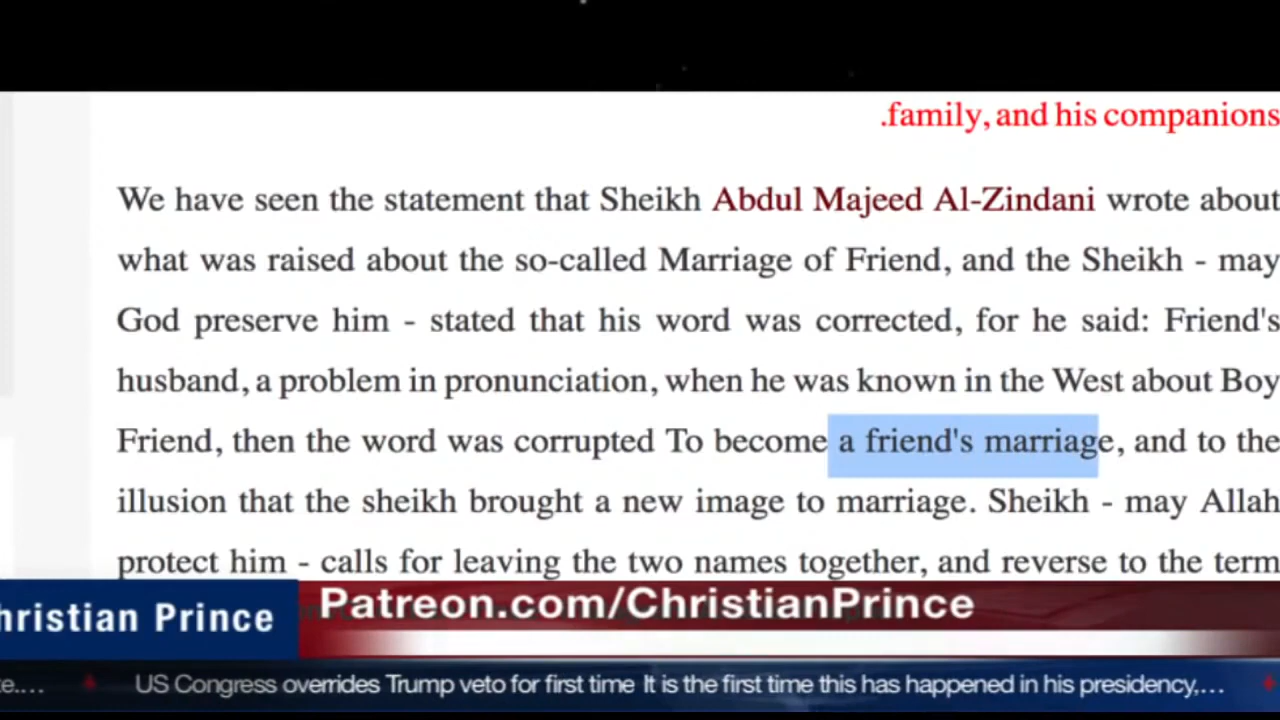 .family, and his companions
We have seen the statement that Sheikh Abdul Majeed Al-Zindani wrote about
what was raised about the so-called Marriage of Friend, and the Sheikh - may
God preserve him - stated that his word was corrected, for he said: Friend's
husband, a problem in pronunciation, when he was known in the West about Boy
Friend, then the word was corrupted To become a friend's marriage, and to the
illusion that the sheikh brought a new image to marriage. Sheikh - may Allah
protect him - calls for leaving the two names together, and reverse to the term
hristian Prince
Patreon.com/ChristianPrince
te.… US Congress overrides Trump veto for first time It is the first time this has happened in his presidency,…